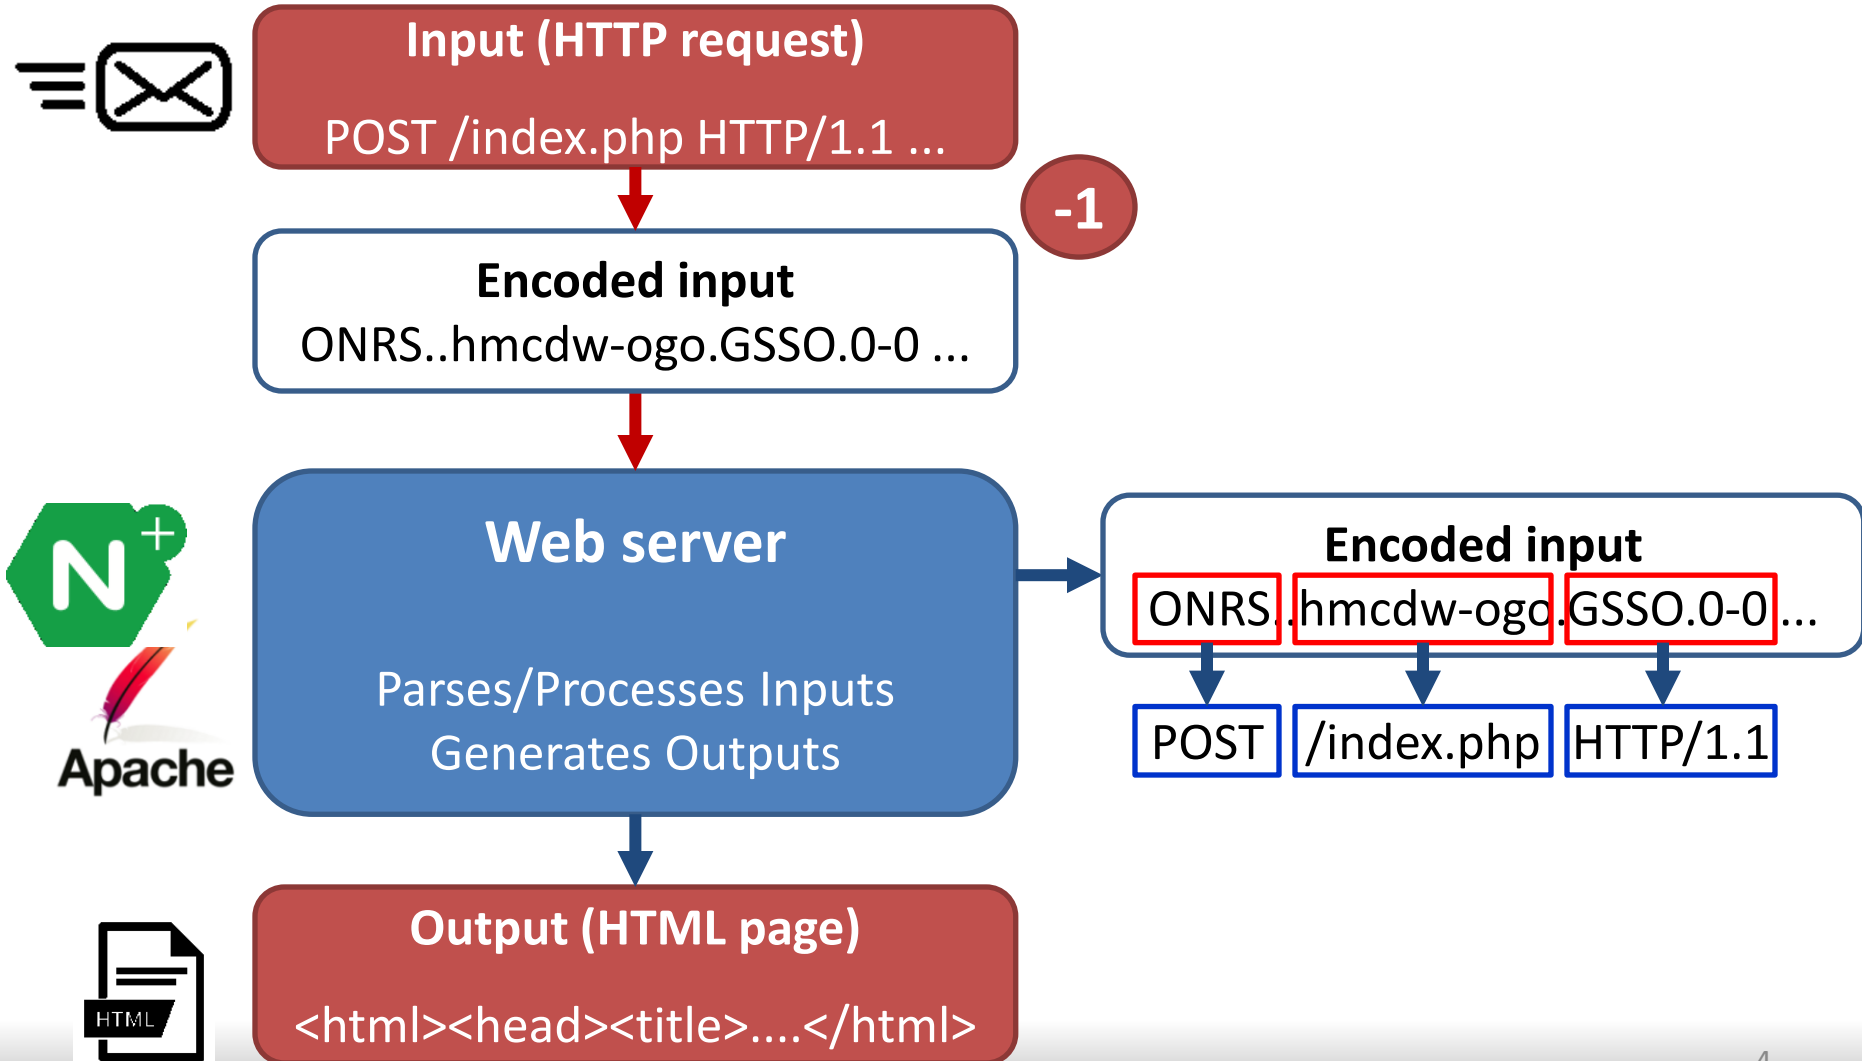 Input (HTTP request)
POST /index.php HTTP/1.1 ...
-1
Encoded input
ONRS..hmcdw-ogo.GSSO.0-0 ...
N+
Apache
Web server
Parses/Processes Inputs
Generates Outputs
Encoded input
ONRS..hmcdw-ogo.GSSO.0-0 ...
POST /index.php HTTP/1.1
HTML
Output (HTML page)
<html><head><title>....</html>
4